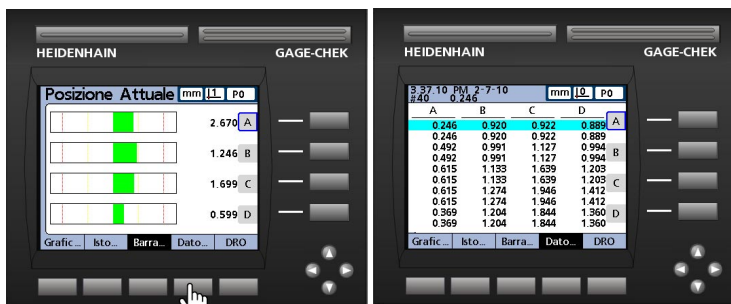 HEIDENHAIN GAGE-CHEK
Posizione Attuale mm 1 P0
2.670 A
1.246 B
1.699 C
0.599 D
Grafic... Isto... Barra... Dato... DRO
HEIDENHAIN GAGE-CHEK
3.37.10 PM 2-7-10
#40 0.246 mm 0 P0
A B C D
0.246 0.920 0.922 0.889 A
0.246 0.920 0.922 0.889
0.492 0.991 1.127 0.994 B
0.492 0.991 1.127 0.994
0.615 1.133 1.639 1.203
0.615 1.133 1.639 1.203 C
0.615 1.274 1.946 1.412
0.615 1.274 1.946 1.412
0.369 1.204 1.844 1.360 D
0.369 1.204 1.844 1.360
Grafic... Isto... Barra... Dato... DRO